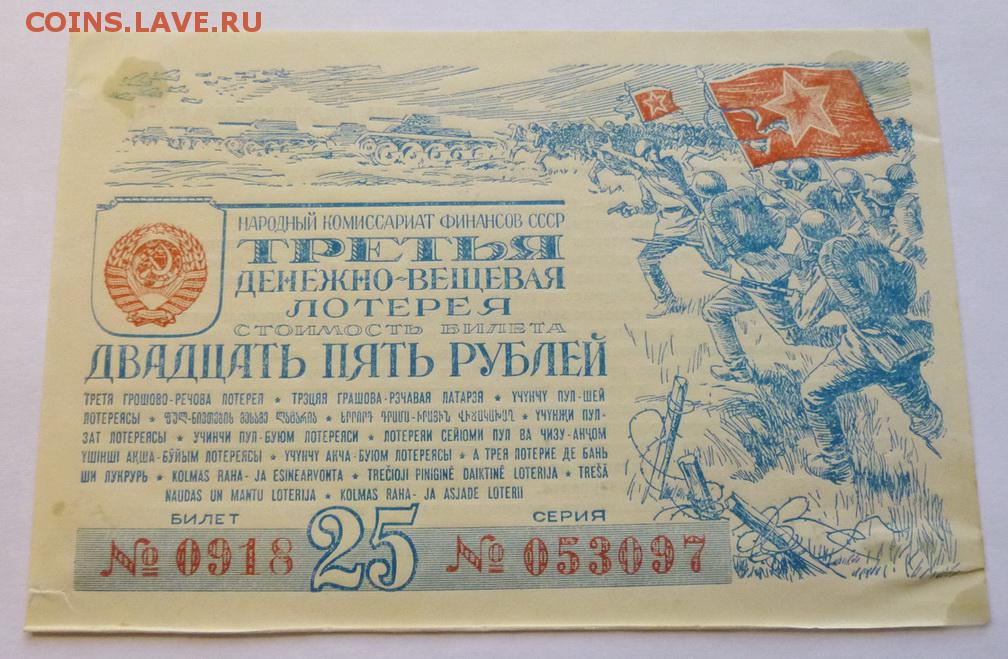 COINS.LAVE.RU
НАРОДНЫЙ КОМИССАРИАТ ФИНАНСОВ СССР
ТРЕТЬЯ
ДЕНЕЖНО-ВЕЩЕВАЯ
ЛОТЕРЕЯ
СТОИМОСТЬ БИЛЕТА
ДВАДЦАТЬ ПЯТЬ РУБЛЕЙ
ТРЕТЯ ГРОШОВО-РЕЧОВА ЛОТЕРЕЯ ★ ТРЭЦЯЯ ГРАШОВА-РЭЧАВАЯ ЛАТАРЭЯ ★ ҮЧҮНЧҮ ПУЛ-ШЕЙ
ЛОТЕРЕЯСЫ ★ ★ ★ ҮЧҮНЖИ ПУЛ-
ЗАТ ЛОТЕРЕЯСЫ ★ УЧИНЧИ ПУЛ-БУЮМ ЛОТЕРЕЯСИ ★ ЛОТЕРЕЯИ СЕЙЮМИ ПУЛ ВА ЧИЗУ-АНҶОМ
ҮШІНШІ АҚША-БҰЙЫМ ЛОТЕРЕЯСЫ ★ ҮЧҮНЧҮ АКЧА-БУЮМ ЛОТЕРЕЯСЫ ★ А ТРЕЯ ЛОТЕРИЕ ДЕ БАНЬ
ШИ ЛУКРУРЬ ★ KOLMAS RAHA- JA ESINEARVONTA ★ TREČIOJI PINIGINĖ DAIKTINĖ LOTERIJA ★ TREŠĀ
NAUDAS UN MANTU LOTERIJA ★ KOLMAS RAHA- JA ASJADE LOTERII
БИЛЕТ СЕРИЯ
№ 0918 25 № 053097